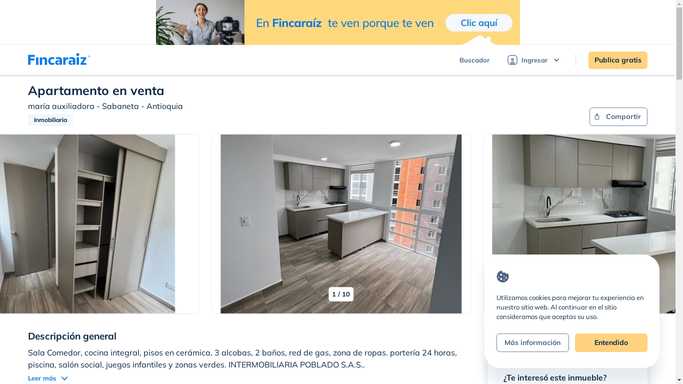 En Fincaraíz te ven porque te ven
Clic aquí
Fincaraiz
Buscador
Ingresar
Publica gratis
Apartamento en venta
maría auxiliadora - Sabaneta - Antioquia
Inmobiliaria
Compartir
1 / 10
Utilizamos cookies para mejorar tu experiencia en
nuestro sitio web. Al continuar en el sitio
consideramos que aceptas su uso.
Más información
Entendido
Descripción general
Sala Comedor, cocina integral, pisos en cerámica, 3 alcobas, 2 baños, red de gas, zona de ropas, portería 24 horas,
piscina, salón social, juegos infantiles y zonas verdes. INTERMOBILIARIA POBLADO S.A.S..
Leer más
¿Te interesó este inmueble?